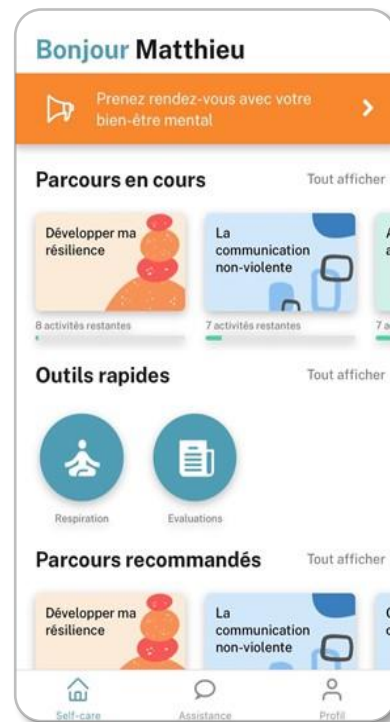 Bonjour Matthieu
Prenez rendez-vous avec votre
bien-être mental
Parcours en cours
Tout afficher
Développer ma
résilience
La
communication
non-violente
8 activités restantes
7 activités restantes
7 a
Outils rapides
Tout afficher
Respiration
Evaluations
Parcours recommandés
Tout afficher
Développer ma
résilience
La
communication
non-violente
Self-care
Assistance
Profil